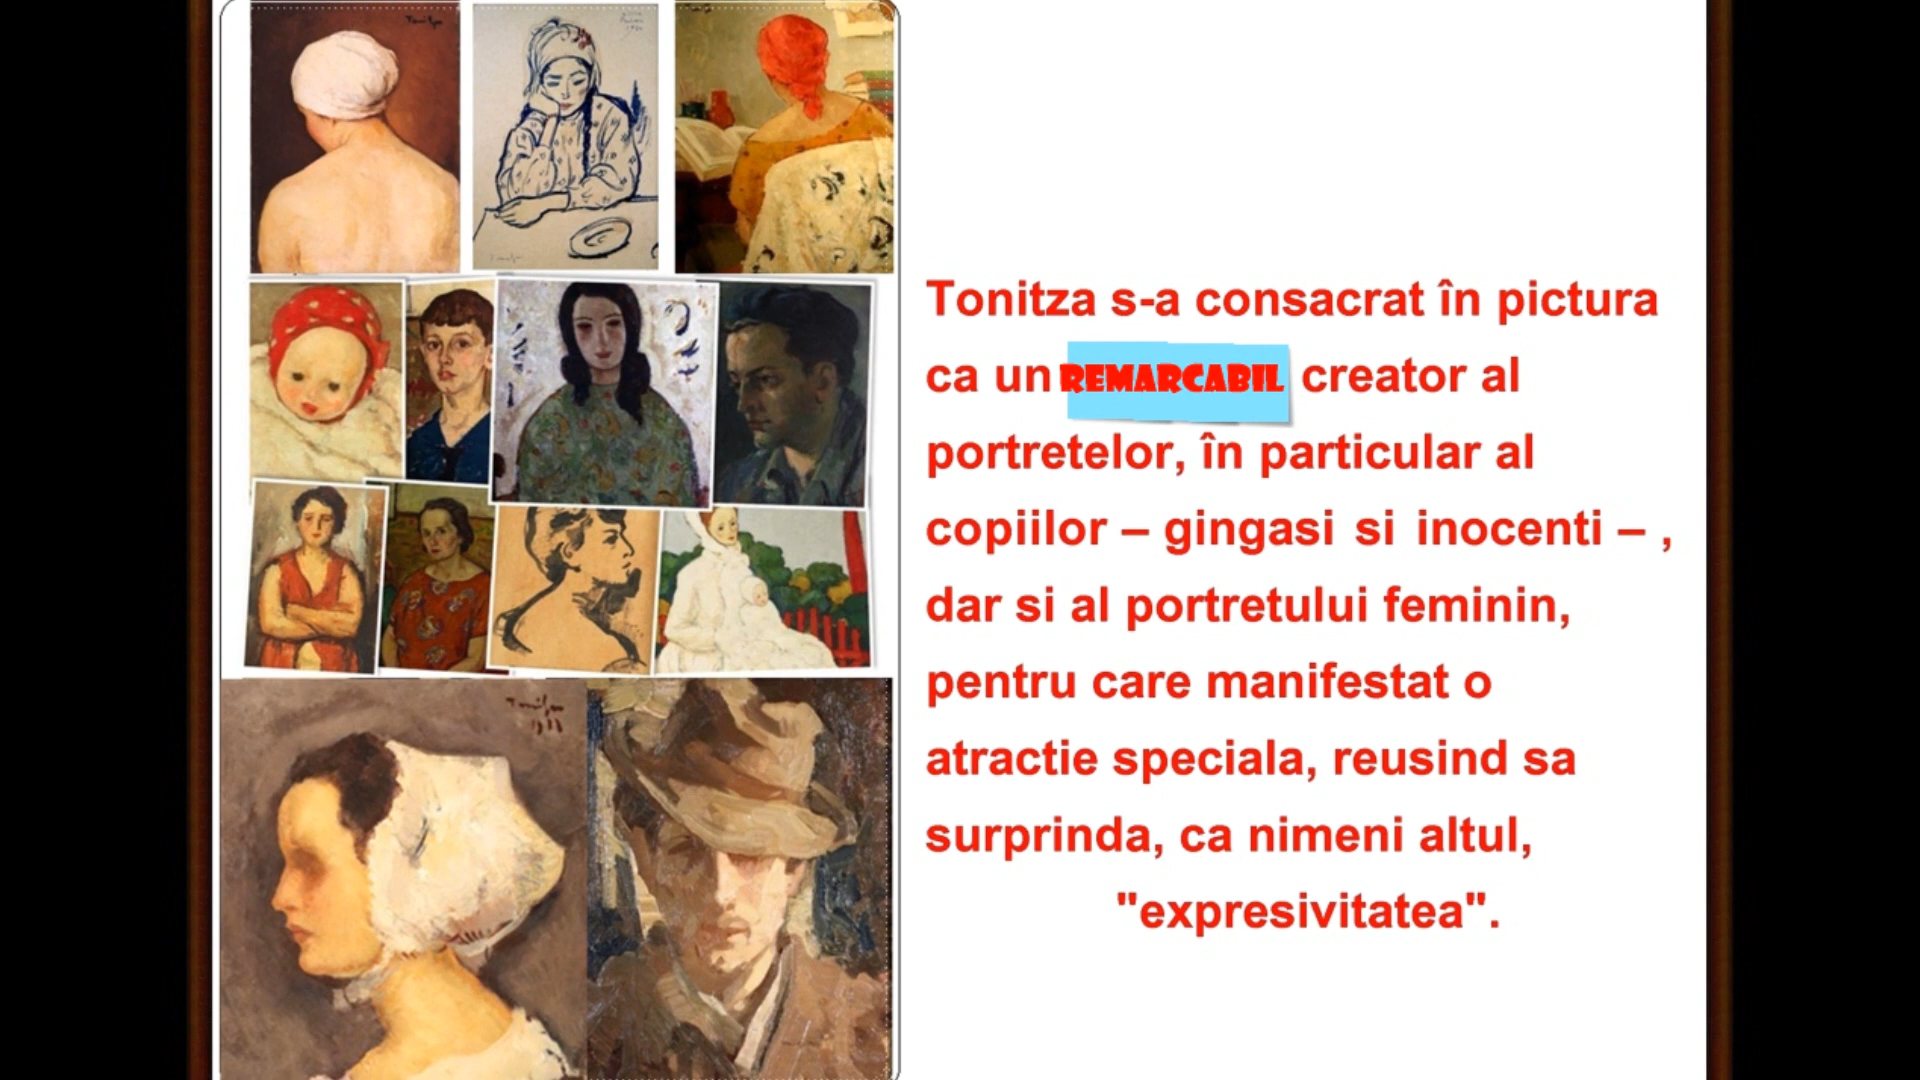 Tonitza s-a consacrat în pictura
ca un REMARCABIL creator al
portretelor, în particular al
copiilor – gingasi si inocenti – ,
dar si al portretului feminin,
pentru care manifestat o
atractie speciala, reusind sa
surprinda, ca nimeni altul,
"expresivitatea".
Tonitza